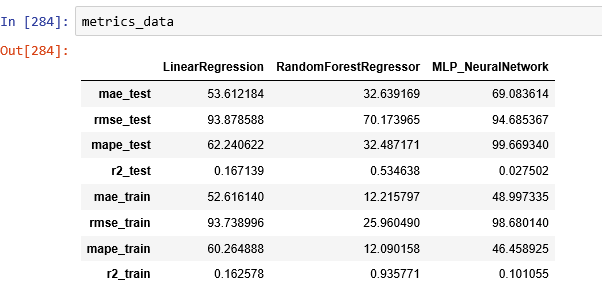 In [284]: metrics_data
Out[284]:
LinearRegression RandomForestRegressor MLP_NeuralNetwork
mae_test 53.612184 32.639169 69.083614
rmse_test 93.878588 70.173965 94.685367
mape_test 62.240622 32.487171 99.669340
r2_test 0.167139 0.534638 0.027502
mae_train 52.616140 12.215797 48.997335
rmse_train 93.738996 25.960490 98.680140
mape_train 60.264888 12.090158 46.458925
r2_train 0.162578 0.935771 0.101055